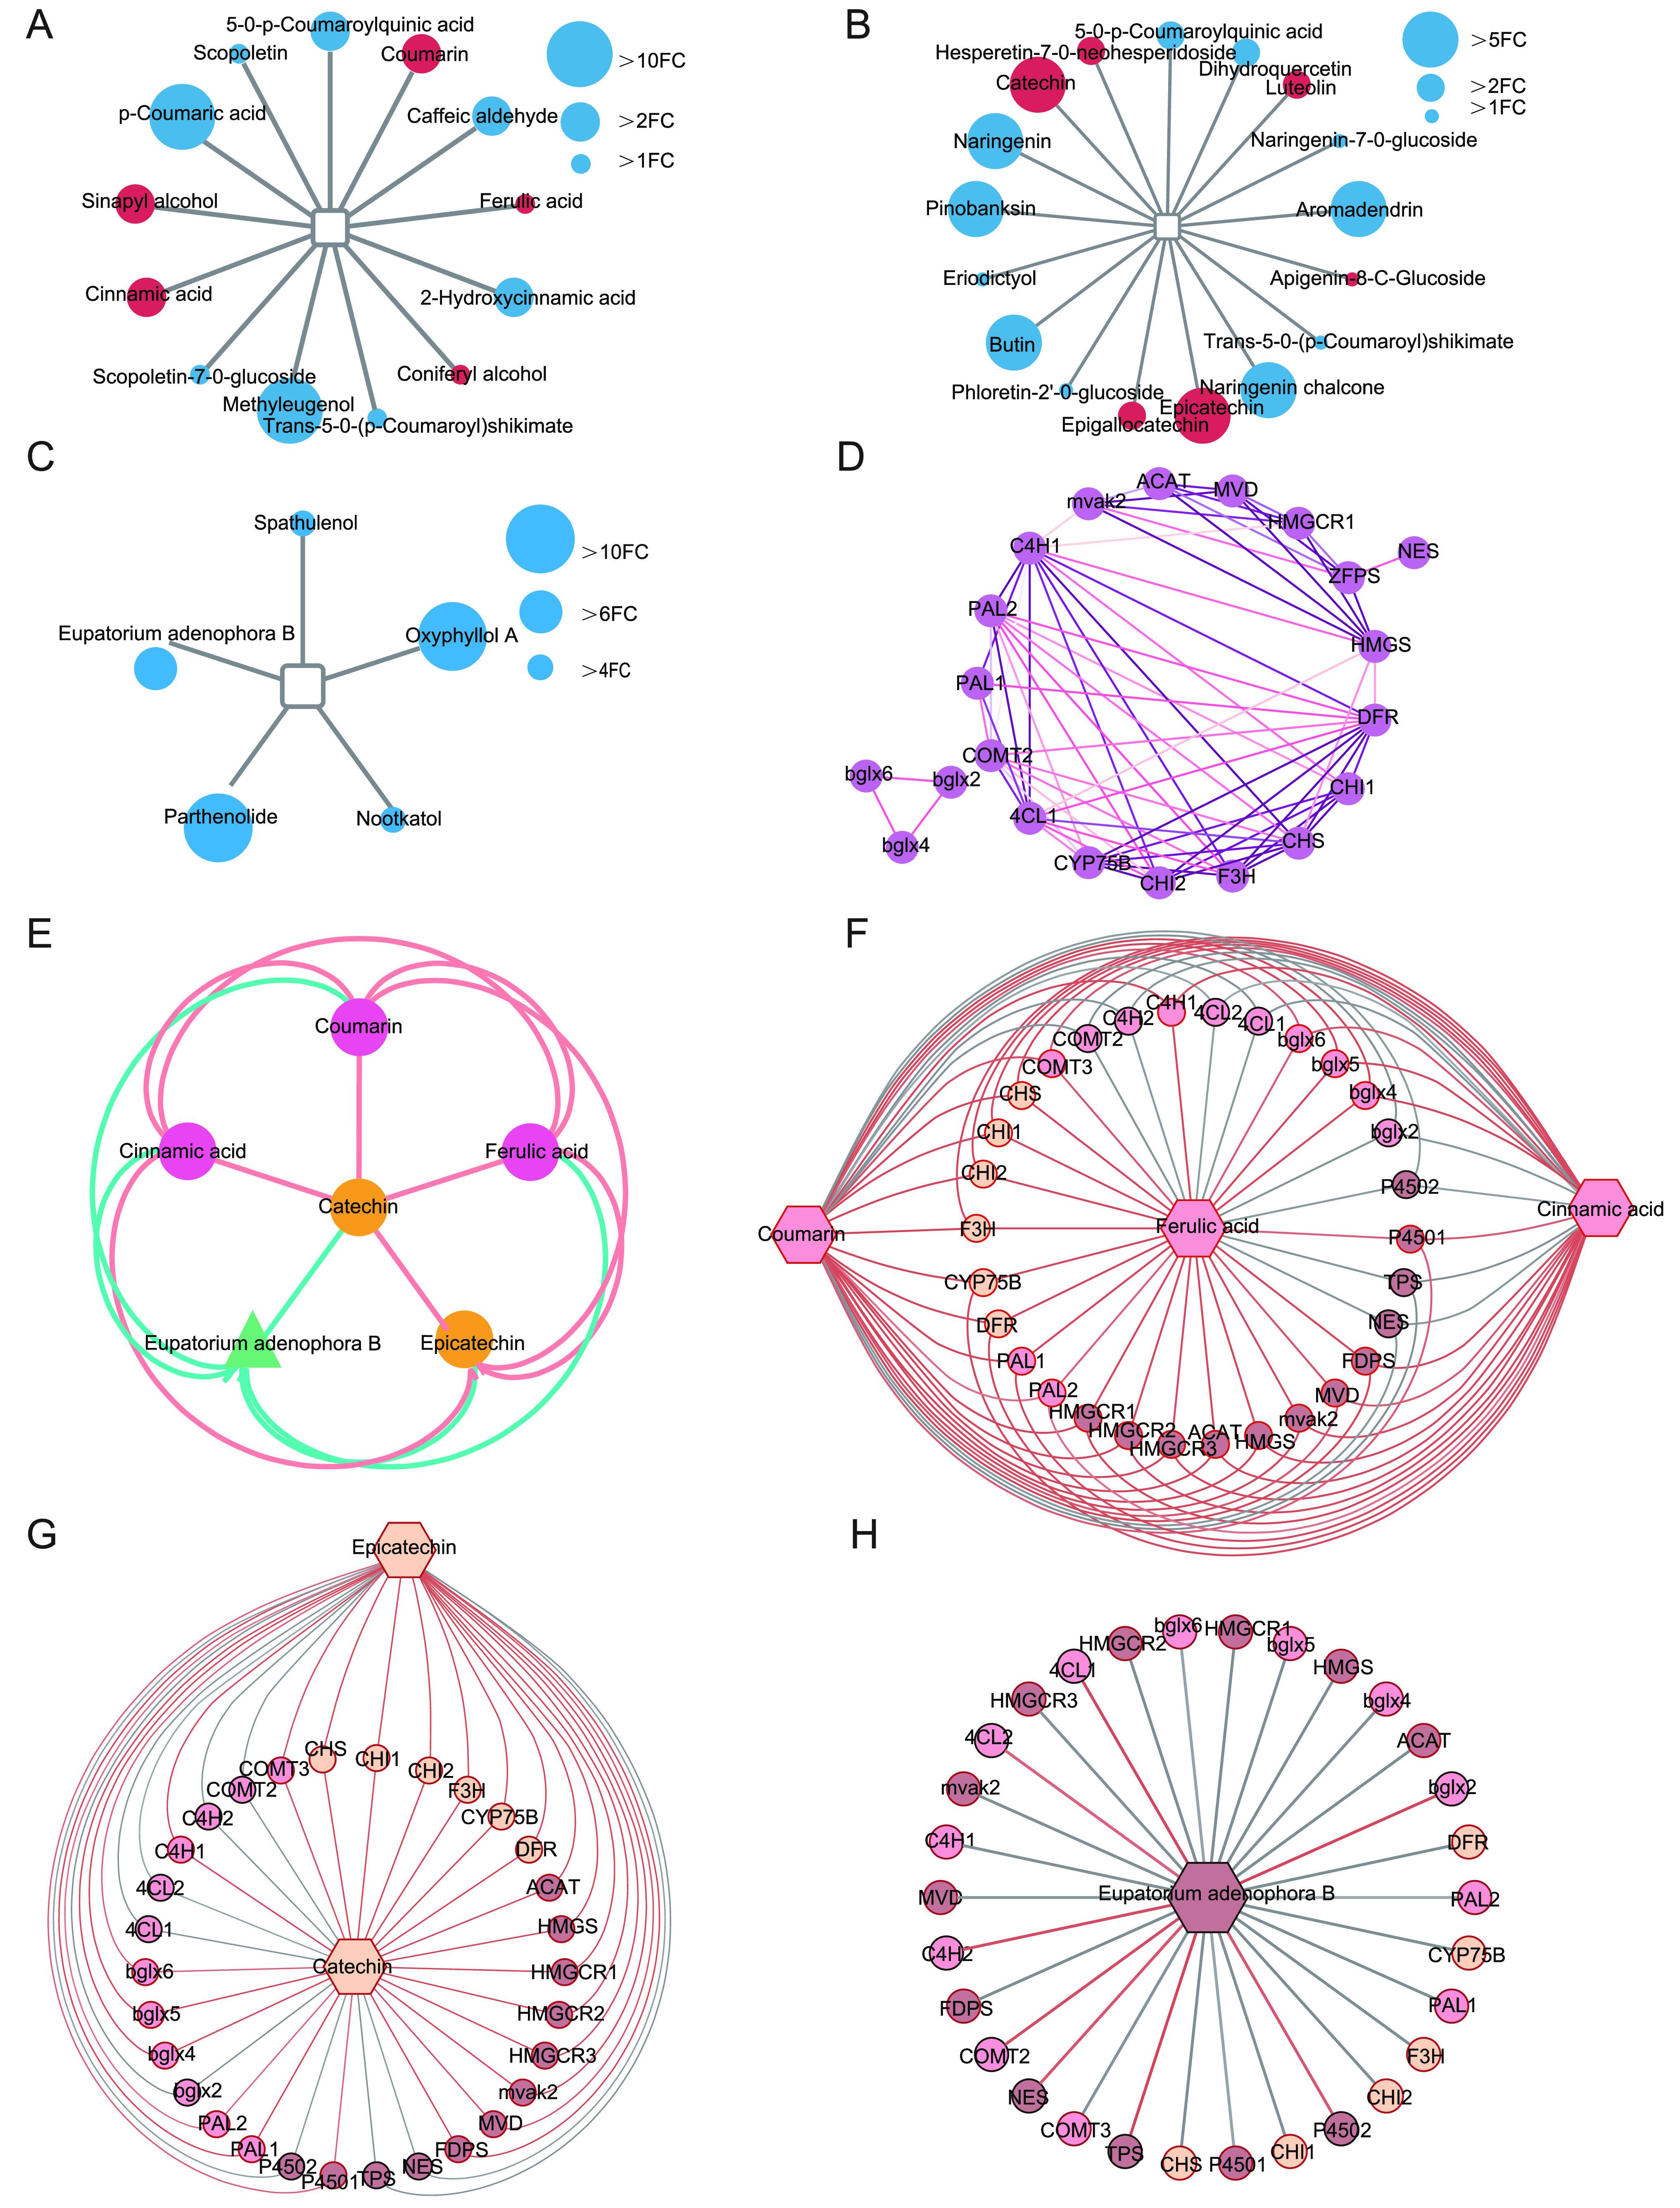 A
5-0-p-Coumaroylquinic acid
Scopoletin
Coumarin
p-Coumaric acid
Caffeic aldehyde
Sinapyl alcohol
Ferulic acid
Cinnamic acid
2-Hydroxycinnamic acid
Scopoletin-7-0-glucoside
Coniferyl alcohol
Methyleugenol
Trans-5-0-(p-Coumaroyl)shikimate
>10FC
>2FC
>1FC
B
5-0-p-Coumaroylquinic acid
Hesperetin-7-0-neohesperidoside
Dihydroquercetin
Catechin
Luteolin
Naringenin
Naringenin-7-0-glucoside
Pinobanksin
Aromadendrin
Eriodictyol
Apigenin-8-C-Glucoside
Butin
Trans-5-0-(p-Coumaroyl)shikimate
Phloretin-2'-0-glucoside
Naringenin chalcone
Epicatechin
Epigallocatechin
>5FC
>2FC
>1FC
C
Spathulenol
Eupatorium adenophora B
Oxyphyllol A
Parthenolide
Nootkatol
>10FC
>6FC
>4FC
D
ACAT
MVD
mvak2
HMGCR1
C4H1
NES
ZFPS
PAL2
HMGS
PAL1
DFR
COMT2
bglx6
bglx2
CHI1
4CL1
bglx4
CHS
CYP75B
CHI2
F3H
E
Coumarin
Cinnamic acid
Ferulic acid
Catechin
Eupatorium adenophora B
Epicatechin
F
C4H1
C4H2
4CL2
4CL1
COMT2
bglx6
COMT3
bglx5
CHS
bglx4
CHI1
bglx2
CHI2
P4502
Coumarin
F3H
Ferulic acid
Cinnamic acid
P4501
CYP75B
TPS
DFR
NES
PAL1
FDPS
PAL2
MVD
HMGCR1
mvak2
HMGCR2
ACAT
HMGS
HMGCR3
G
Epicatechin
CHS
CHI1
COMT3
CHI2
COMT2
F3H
C4H2
CYP75B
C4H1
DFR
4CL2
ACAT
4CL1
HMGS
Catechin
bglx6
HMGCR1
bglx5
HMGCR2
bglx4
HMGCR3
bglx2
mvak2
PAL2
MVD
PAL1
FDPS
P4502
NES
P4501
TPS
H
bglx6
HMGCR1
HMGCR2
bglx5
4CL1
HMGS
HMGCR3
bglx4
4CL2
ACAT
mvak2
bglx2
C4H1
DFR
MVD
Eupatorium adenophora B
PAL2
C4H2
CYP75B
FDPS
PAL1
COMT2
F3H
NES
CHI2
COMT3
P4502
TPS
CHI1
CHS
P4501